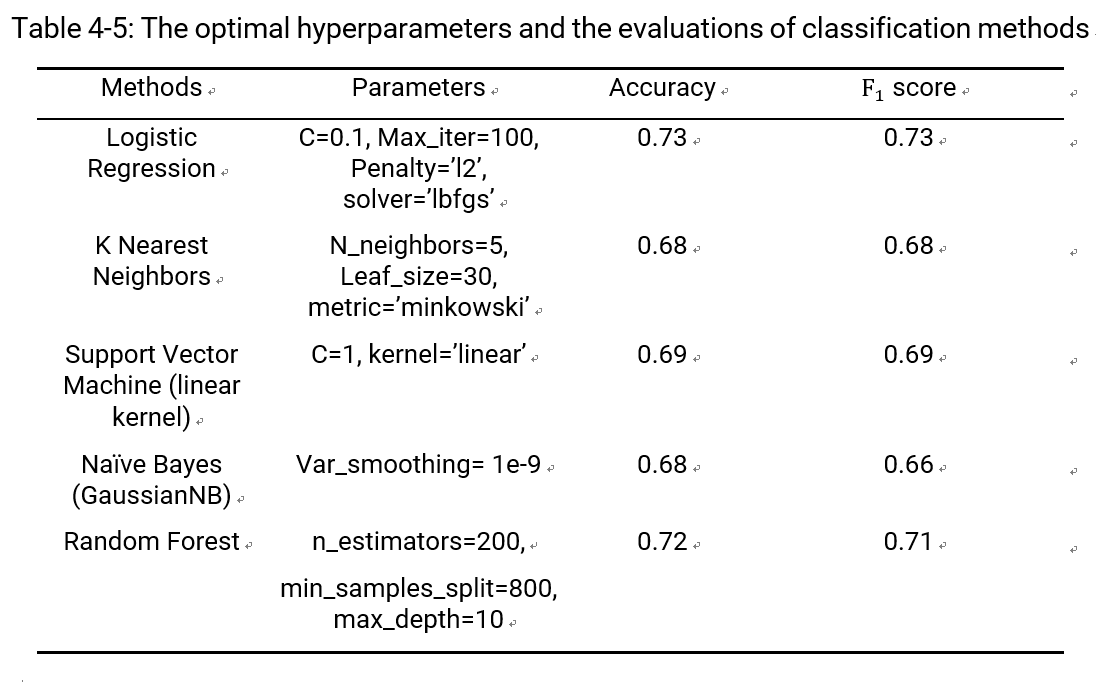 Table 4-5: The optimal hyperparameters and the evaluations of classification methods
Methods Parameters Accuracy F₁ score
Logistic C=0.1, Max_iter=100, 0.73 0.73
Regression Penalty=’l2’,
solver=’lbfgs’
K Nearest N_neighbors=5, 0.68 0.68
Neighbors Leaf_size=30,
metric=’minkowski’
Support Vector C=1, kernel=’linear’ 0.69 0.69
Machine (linear
kernel)
Naïve Bayes Var_smoothing= 1e-9 0.68 0.66
(GaussianNB)
Random Forest n_estimators=200, 0.72 0.71
min_samples_split=800,
max_depth=10